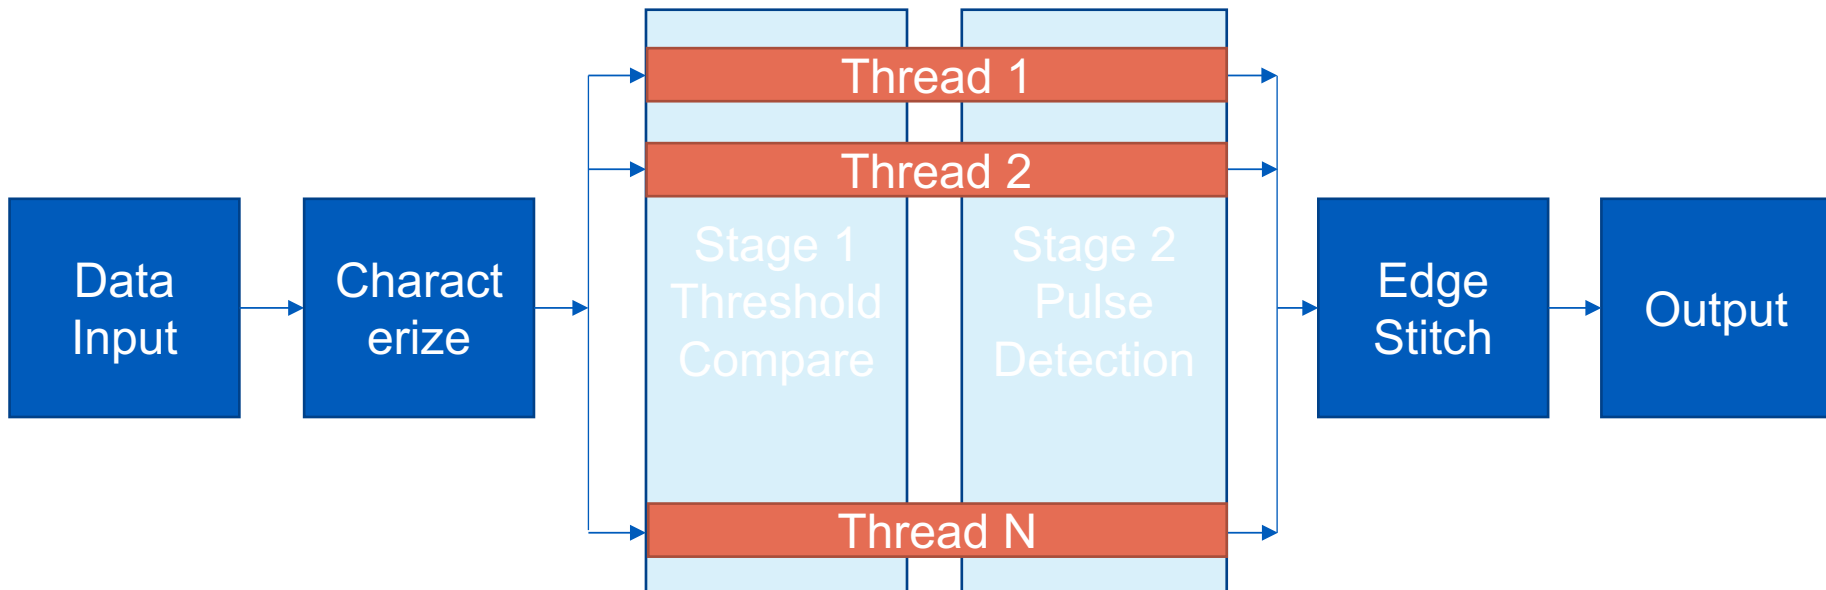 Data
Input
Charact
erize
Thread 1
Thread 2
Stage 1
Threshold
Compare
Stage 2
Pulse
Detection
Thread N
Edge
Stitch
Output